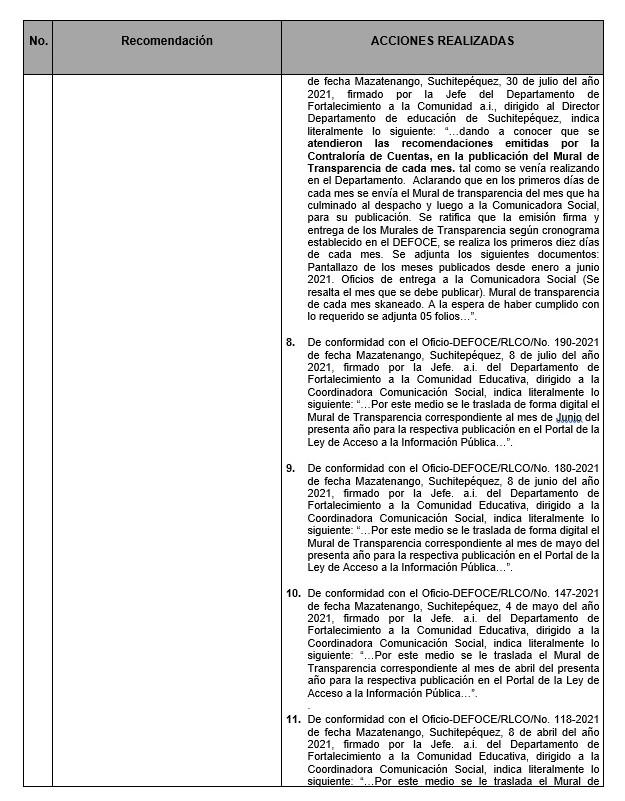 No.
Recomendación
ACCIONES REALIZADAS
de fecha Mazatenango, Suchitepéquez, 30 de julio del año
2021, firmado por la Jefe del Departamento de
Fortalecimiento a la Comunidad a.i., dirigido al Director
Departamento de educación de Suchitepéquez, indica
literalmente lo siguiente: “…dando a conocer que se
atendieron las recomendaciones emitidas por la
Contraloría de Cuentas, en la publicación del Mural de
Transparencia de cada mes. tal como se venía realizando
en el Departamento. Aclarando que en los primeros días de
cada mes se envía el Mural de transparencia del mes que ha
culminado al despacho y luego a la Comunicadora Social,
para su publicación. Se ratifica que la emisión firma y
entrega de los Murales de Transparencia según cronograma
establecido en el DEFOCE, se realiza los primeros diez días
de cada mes. Se adjunta los siguientes documentos:
Pantallazo de los meses publicados desde enero a junio
2021. Oficios de entrega a la Comunicadora Social (Se
resalta el mes que se debe publicar). Mural de transparencia
de cada mes skaneado. A la espera de haber cumplido con
lo requerido se adjunta 05 folios…”.
8. De conformidad con el Oficio-DEFOCE/RLCO/No. 190-2021
de fecha Mazatenango, Suchitepéquez, 8 de julio del año
2021, firmado por la Jefe. a.i. del Departamento de
Fortalecimiento a la Comunidad Educativa, dirigido a la
Coordinadora Comunicación Social, indica literalmente lo
siguiente: “…Por este medio se le traslada de forma digital el
Mural de Transparencia correspondiente al mes de Junio del
presenta año para la respectiva publicación en el Portal de la
Ley de Acceso a la Información Pública…”.
9. De conformidad con el Oficio-DEFOCE/RLCO/No. 180-2021
de fecha Mazatenango, Suchitepéquez, 8 de junio del año
2021, firmado por la Jefe. a.i. del Departamento de
Fortalecimiento a la Comunidad Educativa, dirigido a la
Coordinadora Comunicación Social, indica literalmente lo
siguiente: “…Por este medio se le traslada de forma digital el
Mural de Transparencia correspondiente al mes de mayo del
presenta año para la respectiva publicación en el Portal de la
Ley de Acceso a la Información Pública…”.
10. De conformidad con el Oficio-DEFOCE/RLCO/No. 147-2021
de fecha Mazatenango, Suchitepéquez, 4 de mayo del año
2021, firmado por la Jefe. a.i. del Departamento de
Fortalecimiento a la Comunidad Educativa, dirigido a la
Coordinadora Comunicación Social, indica literalmente lo
siguiente: “…Por este medio se le traslada el Mural de
Transparencia correspondiente al mes de abril del presenta
año para la respectiva publicación en el Portal de la Ley de
Acceso a la Información Pública…”.
.
11. De conformidad con el Oficio-DEFOCE/RLCO/No. 118-2021
de fecha Mazatenango, Suchitepéquez, 8 de abril del año
2021, firmado por la Jefe. a.i. del Departamento de
Fortalecimiento a la Comunidad Educativa, dirigido a la
Coordinadora Comunicación Social, indica literalmente lo
siguiente: “…Por este medio se le traslada el Mural de